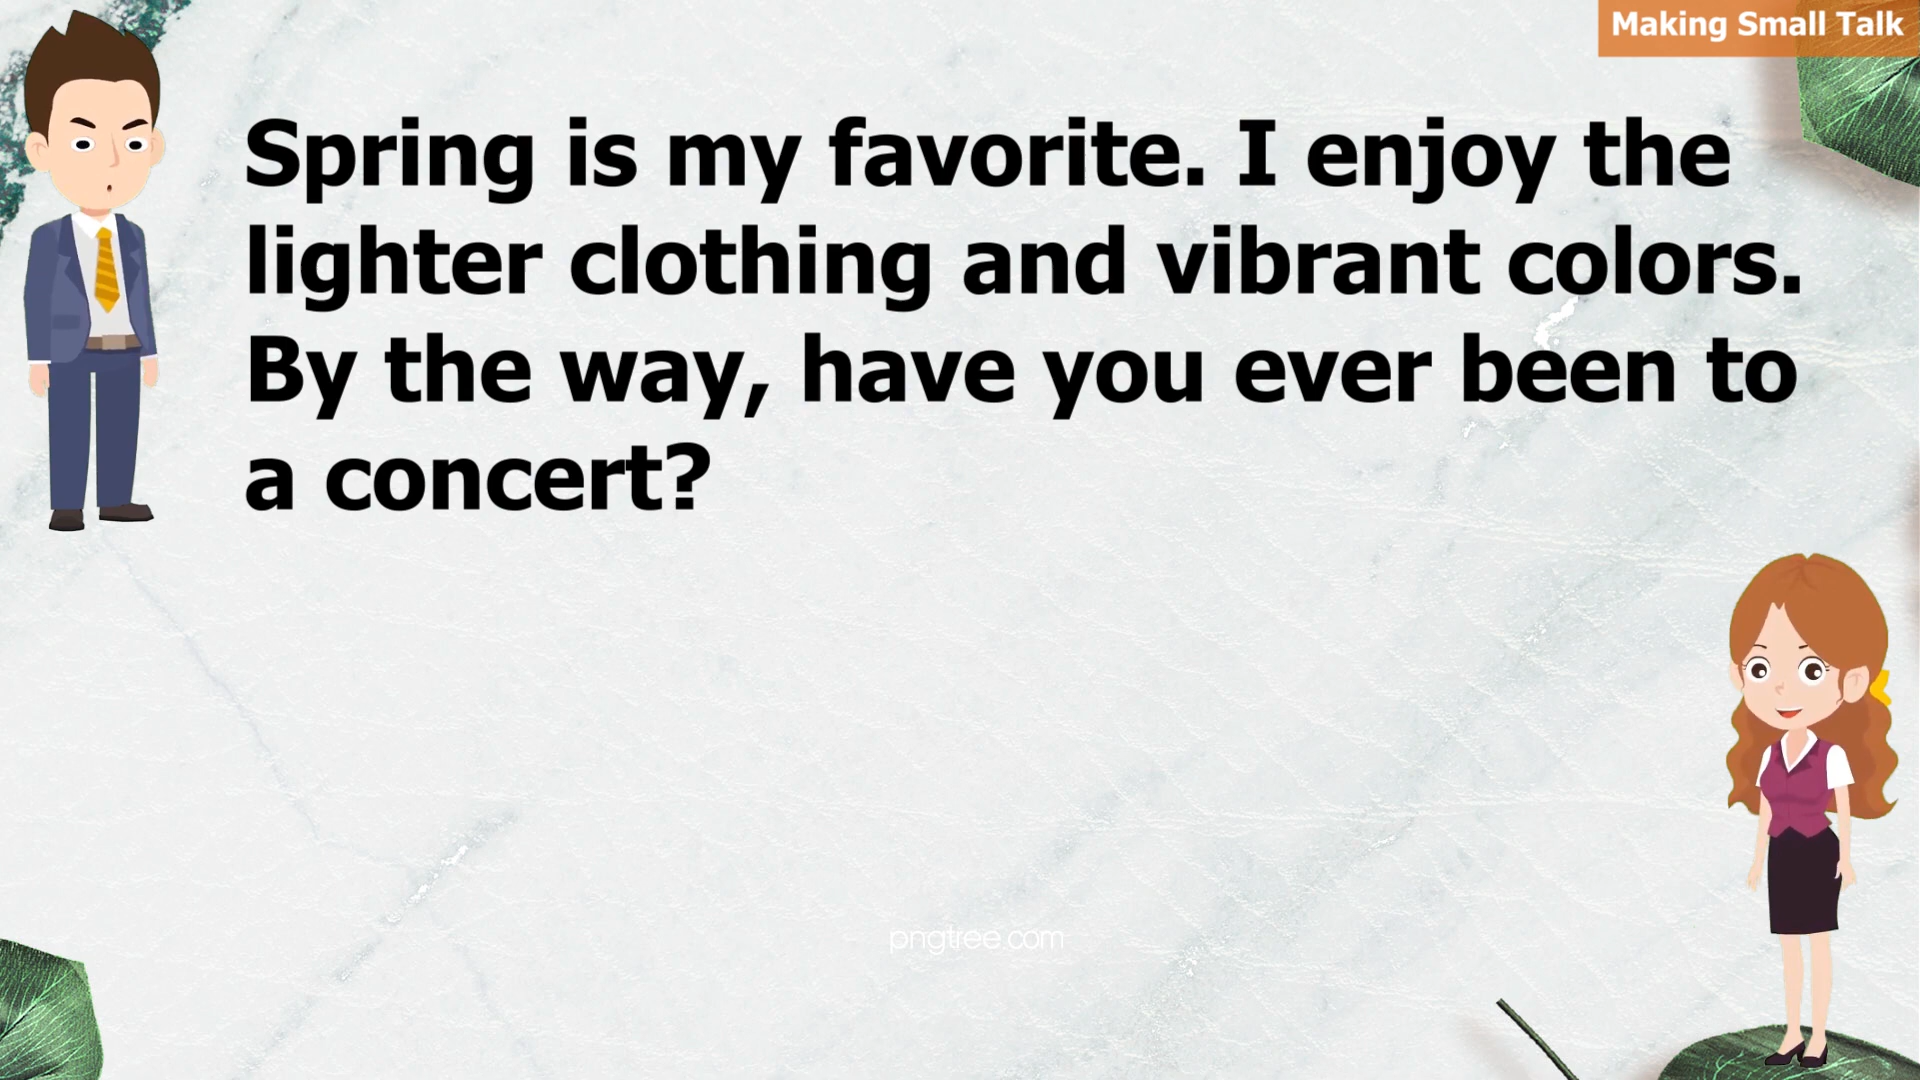 Making Small Talk
Spring is my favorite. I enjoy the
lighter clothing and vibrant colors.
By the way, have you ever been to
a concert?
pngtree.com